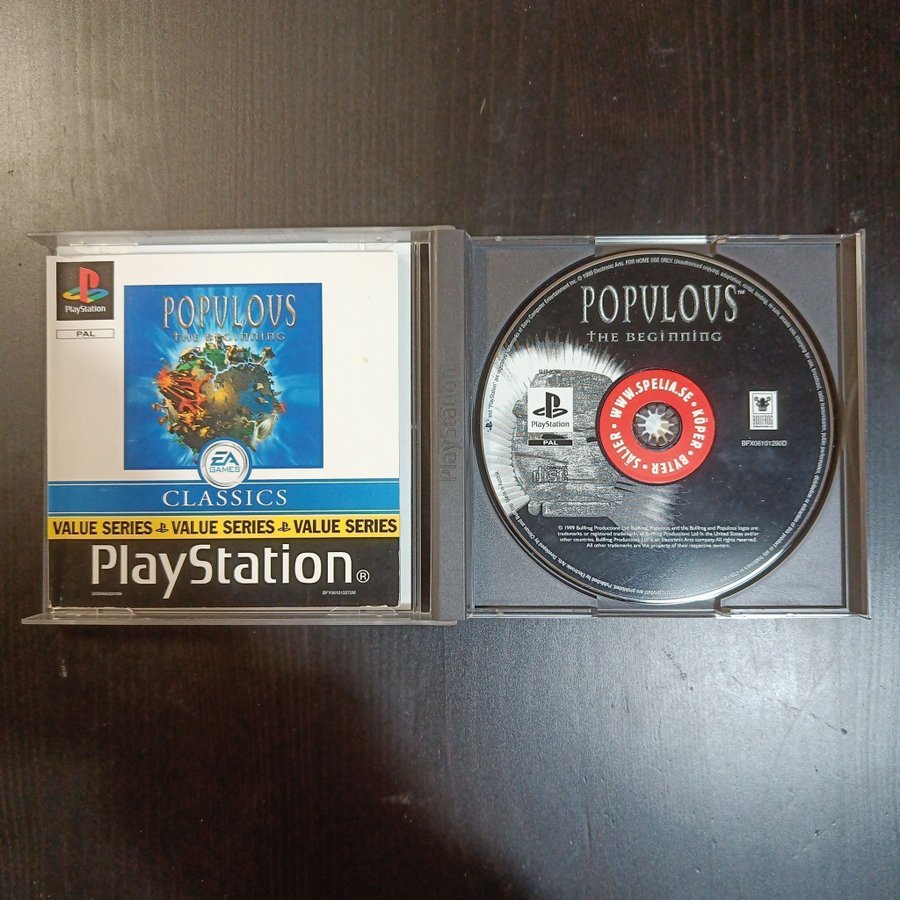 PlayStation
PAL
POPULOUS
THE BEGINNING
EA
GAMES
CLASSICS
VALUE SERIES VALUE SERIES VALUE SERIES
PlayStation®
PlayStation
POPULOUS™
THE BEGINNING
WWW.SPELIA.SE • KÖPER • BYTER • SÄLJER •
PlayStation
PAL
BULLFROG
BFX06101290D
© 1999 Bullfrog Productions Ltd. Bullfrog, Populous, and the Bullfrog and Populous logos are
trademarks or registered trademarks of Bullfrog Productions Ltd in the United States and/or
other countries. Bullfrog Productions Ltd is an Electronic Arts company. All rights reserved.
All other trademarks are the property of their respective owners.